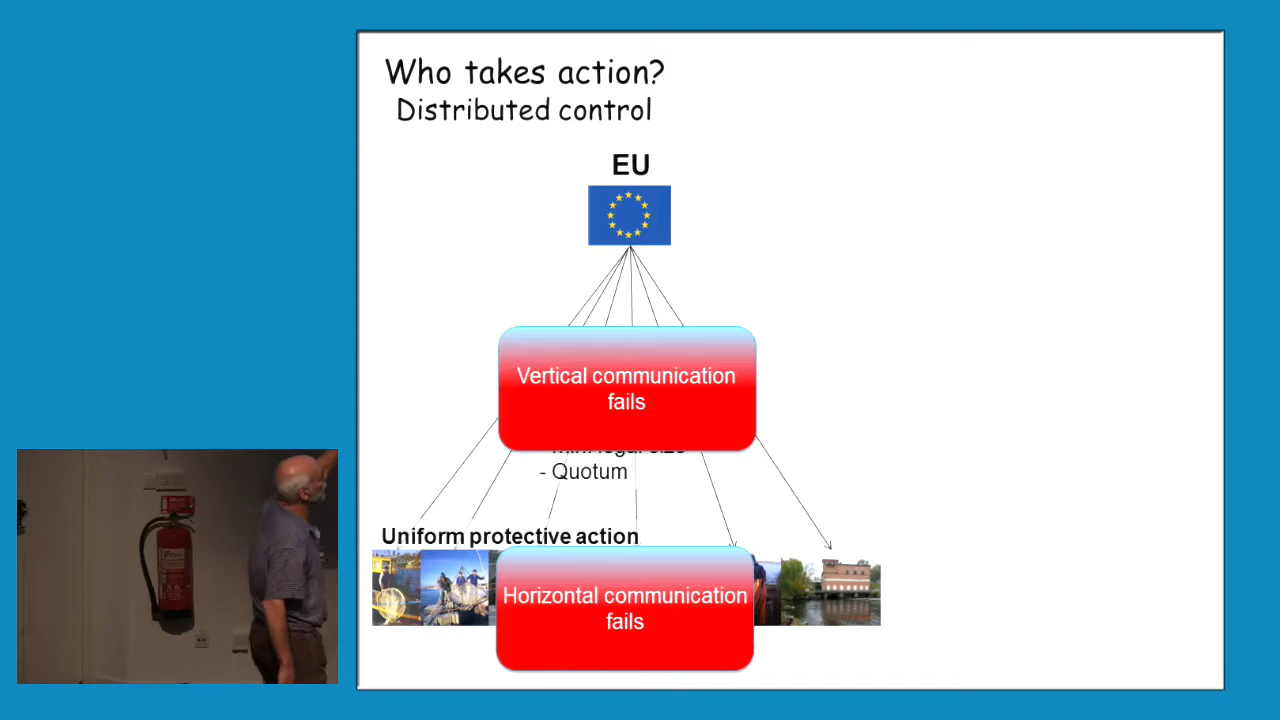 Who takes action?
Distributed control
EU
Vertical communication
fails
- Quotum
Uniform protective action
Horizontal communication
fails